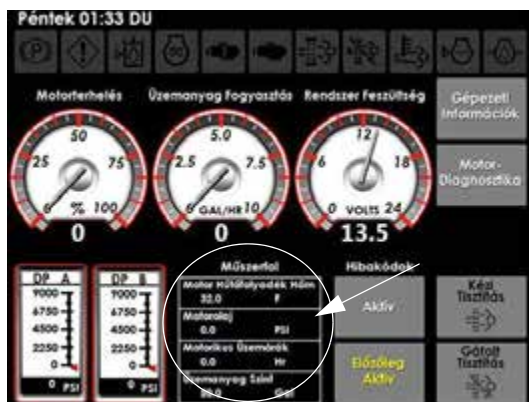 Péntek 01:33 DU
Motorterhelés
Üzemanyag Fogyasztás
Rendszer Feszültség
Gépezeti Információk
50
25
75
0
% 100
0
5.0
2.5
7.5
0 GAL/HR 10
0
12
6
18
0 VOLTS 24
13.5
Motor-
Diagnosztika
Műszerfal
Hibakódok
DP A
9000
6750
4500
2250
0
0 PSI
DP B
9000
6750
4500
2250
0
0 PSI
Motor Hűtőfolyadék Hőm
32.0 F
Motorolaj
0.0 PSI
Motorikus Üzemórák
0.0 Hr
Üzemanyag Szint
Gal
Aktív
Előzőleg
Aktív
Kézi
Tisztítás
Gátolt
Tisztítás